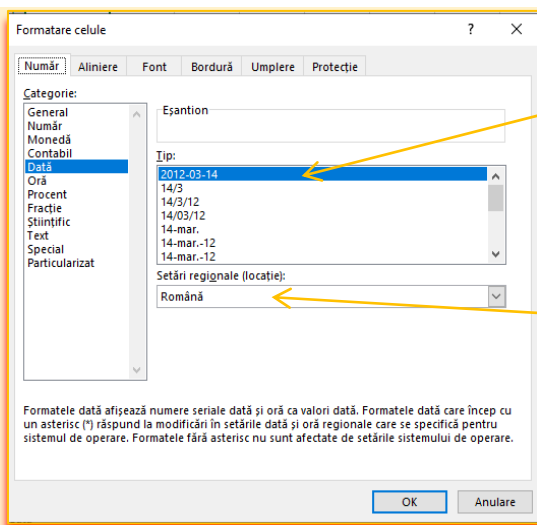 Formatare celule
? ×
Număr Aliniere Font Bordură Umplere Protecție
Categorie:
General
Număr
Monedă
Contabil
Dată
Oră
Procent
Fracție
Științific
Text
Special
Particularizat
Eșantion
Tip:
2012-03-14
14/3
14/3/12
14/03/12
14-mar.
14-mar.-12
14-mar.-12
Setări regionale (locație):
Română
Formatele dată afișează numere seriale dată și oră ca valori dată. Formatele dată care încep cu
un asterisc (*) răspund la modificări în setările dată și oră regionale care se specifică pentru
sistemul de operare. Formatele fără asterisc nu sunt afectate de setările sistemului de operare.
OK Anulare